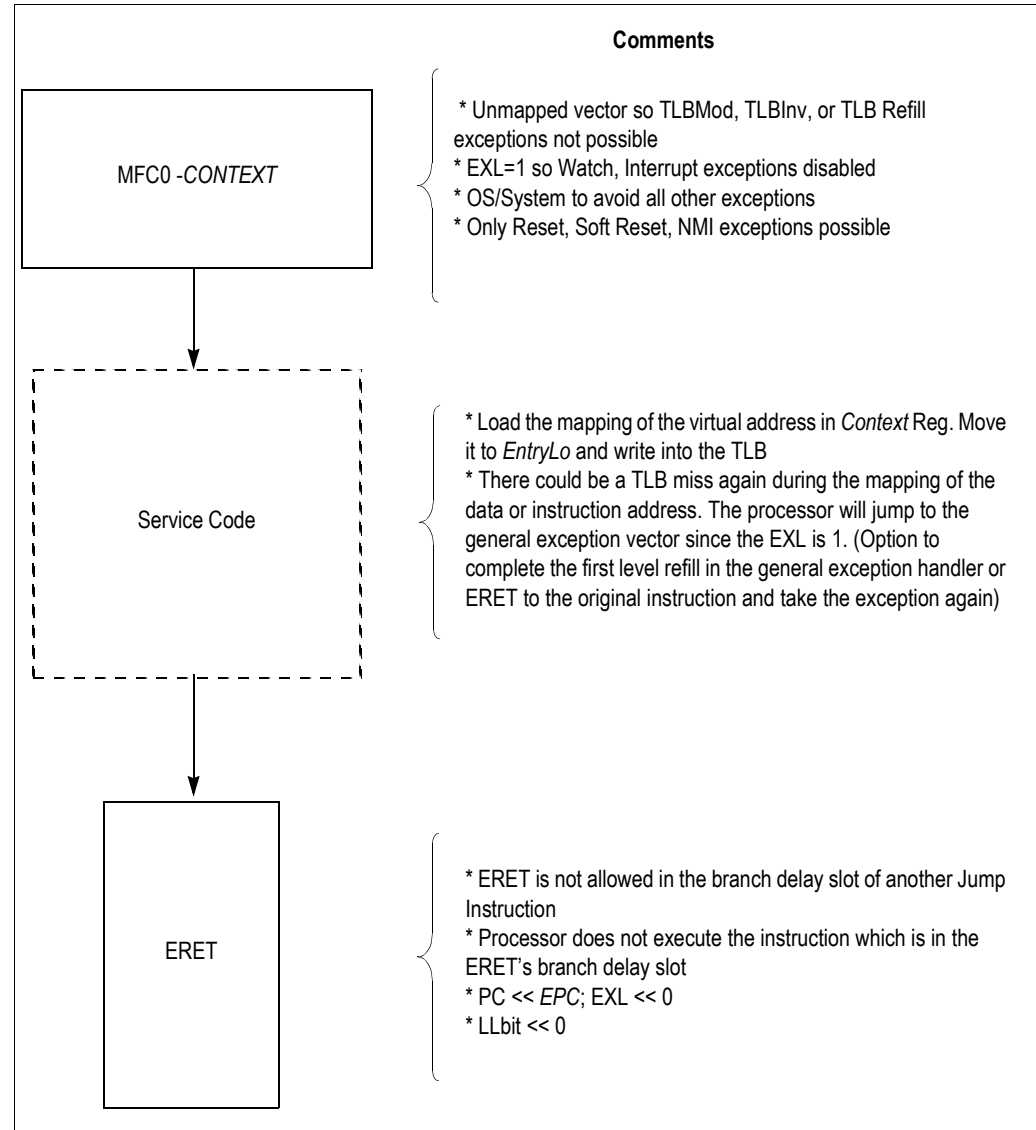 Comments
MFC0 -CONTEXT
* Unmapped vector so TLBMod, TLBInv, or TLB Refill
exceptions not possible
* EXL=1 so Watch, Interrupt exceptions disabled
* OS/System to avoid all other exceptions
* Only Reset, Soft Reset, NMI exceptions possible
Service Code
* Load the mapping of the virtual address in Context Reg. Move
it to EntryLo and write into the TLB
* There could be a TLB miss again during the mapping of the
data or instruction address. The processor will jump to the
general exception vector since the EXL is 1. (Option to
complete the first level refill in the general exception handler or
ERET to the original instruction and take the exception again)
ERET
* ERET is not allowed in the branch delay slot of another Jump
Instruction
* Processor does not execute the instruction which is in the
ERET’s branch delay slot
* PC << EPC; EXL << 0
* LLbit << 0